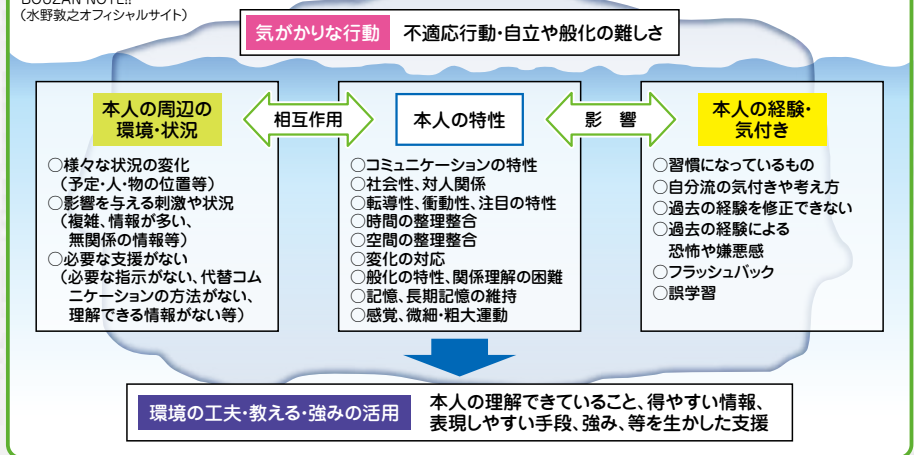 BOUZAN NOTE!!
（水野敦之オフィシャルサイト）
気がかりな行動　不適応行動・自立や般化の難しさ
本人の周辺の
環境・状況
相互作用
本人の特性
影　響
本人の経験・
気付き
○様々な状況の変化
（予定・人・物の位置等）
○影響を与える刺激や状況
（複雑、情報が多い、
無関係の情報等）
○必要な支援がない
（必要な指示がない、代替コム
ニケーションの方法がない、
理解できる情報がない等）
○コミュニケーションの特性
○社会性、対人関係
○転導性、衝動性、注目の特性
○時間の整理整合
○空間の整理整合
○変化の対応
○般化の特性、関係理解の困難
○記憶、長期記憶の維持
○感覚、微細・粗大運動
○習慣になっているもの
○自分流の気付きや考え方
○過去の経験を修正できない
○過去の経験による
恐怖や嫌悪感
○フラッシュバック
○誤学習
環境の工夫・教える・強みの活用
本人の理解できていること、得やすい情報、
表現しやすい手段、強み、等を生かした支援